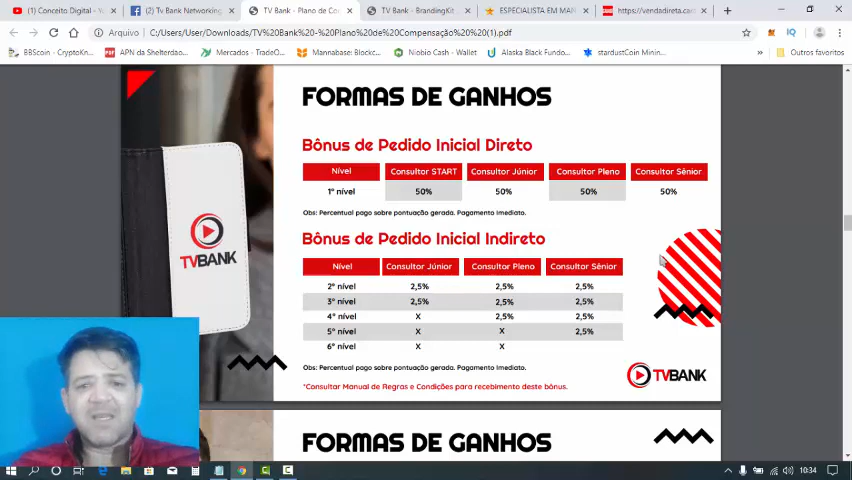 (1) Conceito Digital -
(2) Tv Bank Networking
TV Bank - Plano de Co
TV Bank - BrandingKit
ESPECIALISTA EM MAR
https://vendadireta.cai
Arquivo | C:/Users/User/Downloads/TV%20Bank%20-%20Plano%20de%20Compensação%20(1).pdf
BBScoin - CryptoKn...
APN da Shelterdao...
Mercados - TradeO...
Mannabase: Blockc...
Niobio Cash - Wallet
Alaska Black Fundo...
stardustCoin Minin...
»
Outros favoritos
FORMAS DE GANHOS
Bônus de Pedido Inicial Direto
Nível Consultor START Consultor JÚnior Consultor Pleno Consultor Sênior
1º nível 50% 50% 50% 50%
Obs: Percentual pago sobre pontuação gerada. Pagamento Imediato.
Bônus de Pedido Inicial Indireto
Nível Consultor Júnior Consultor Pleno Consultor Sênior
2º nível 2,5% 2,5% 2,5%
3º nível 2,5% 2,5% 2,5%
4º nível X 2,5% 2,5%
5º nível X X 2,5%
6º nível X X
Obs: Percentual pago sobre pontuação gerada. Pagamento Imediato.
*Consultar Manual de Regras e Condições para recebimento deste bônus.
TVBANK
TVBANK
FORMAS DE GANHOS
10:34